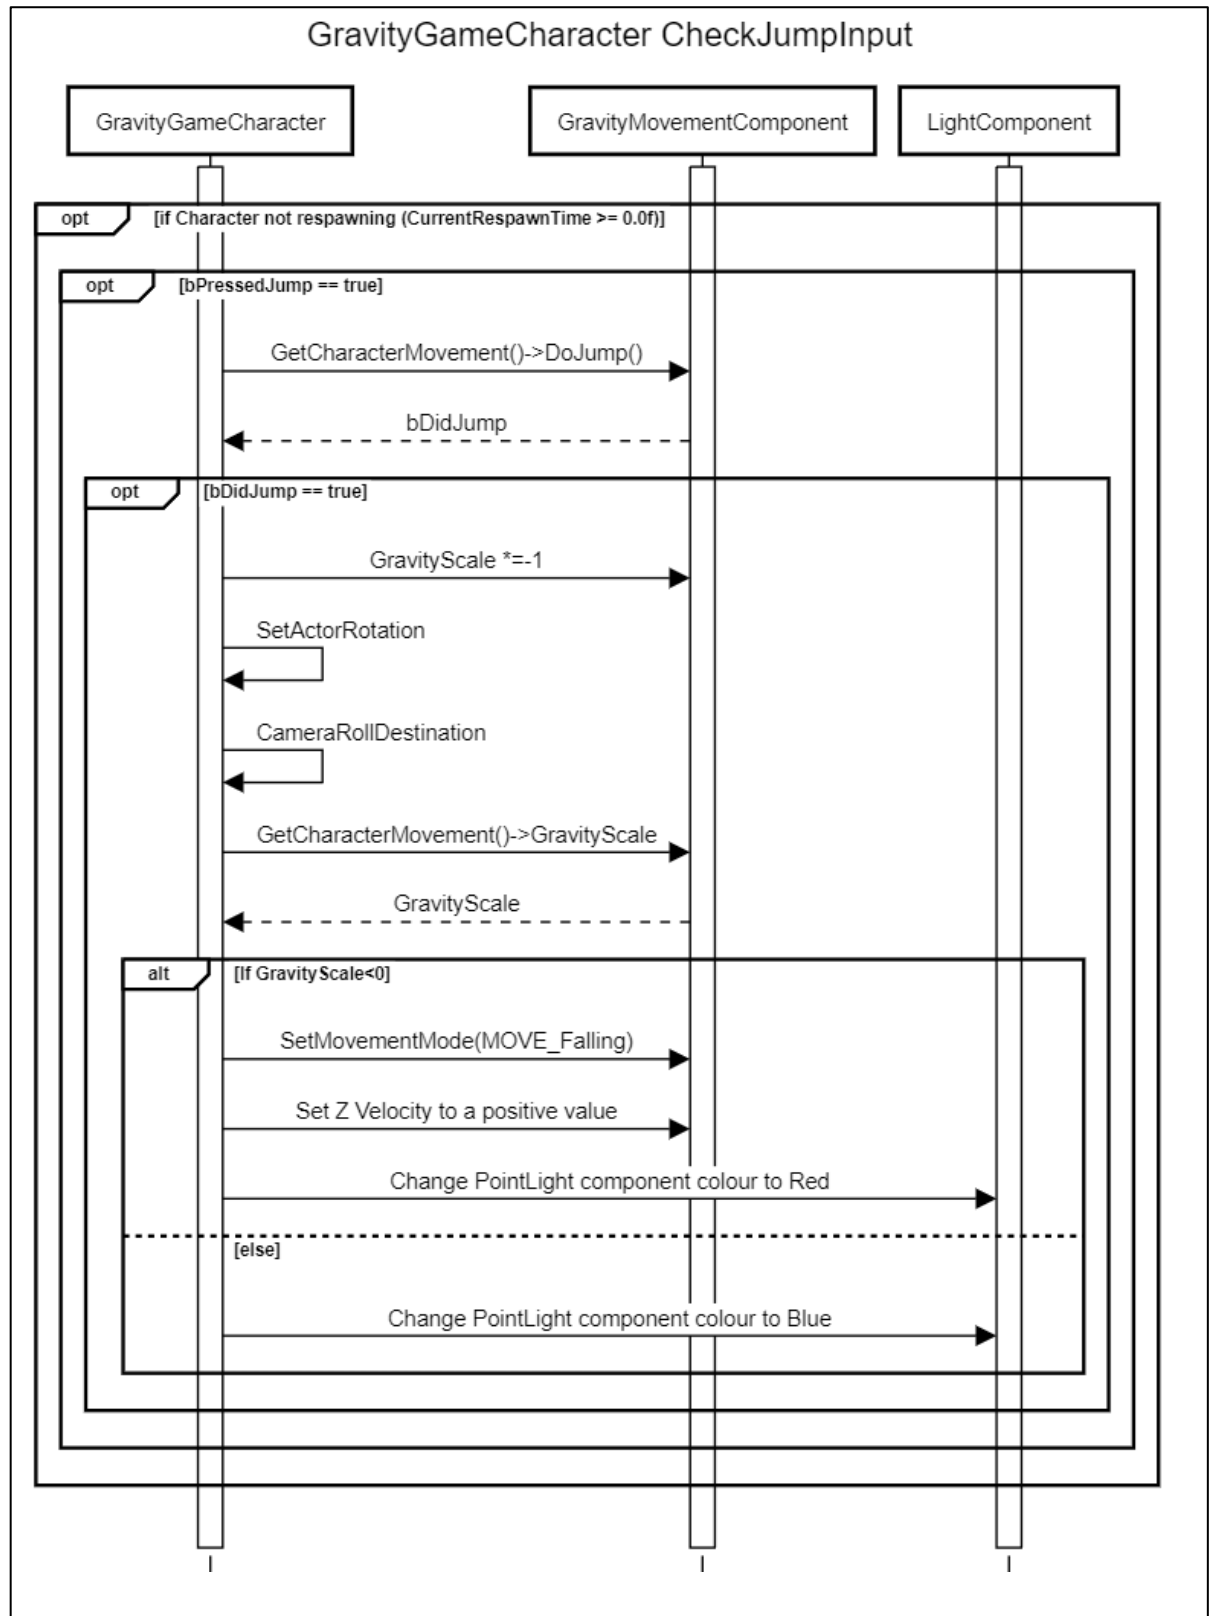 GravityGameCharacter CheckJumpInput
GravityGameCharacter
GravityMovementComponent
LightComponent
opt
[if Character not respawning (CurrentRespawnTime >= 0.0f)]
opt
[bPressedJump == true]
GetCharacterMovement()->DoJump()
bDidJump
opt
[bDidJump == true]
GravityScale *=-1
SetActorRotation
CameraRollDestination
GetCharacterMovement()->GravityScale
GravityScale
alt
[If GravityScale<0]
SetMovementMode(MOVE_Falling)
Set Z Velocity to a positive value
Change PointLight component colour to Red
[else]
Change PointLight component colour to Blue